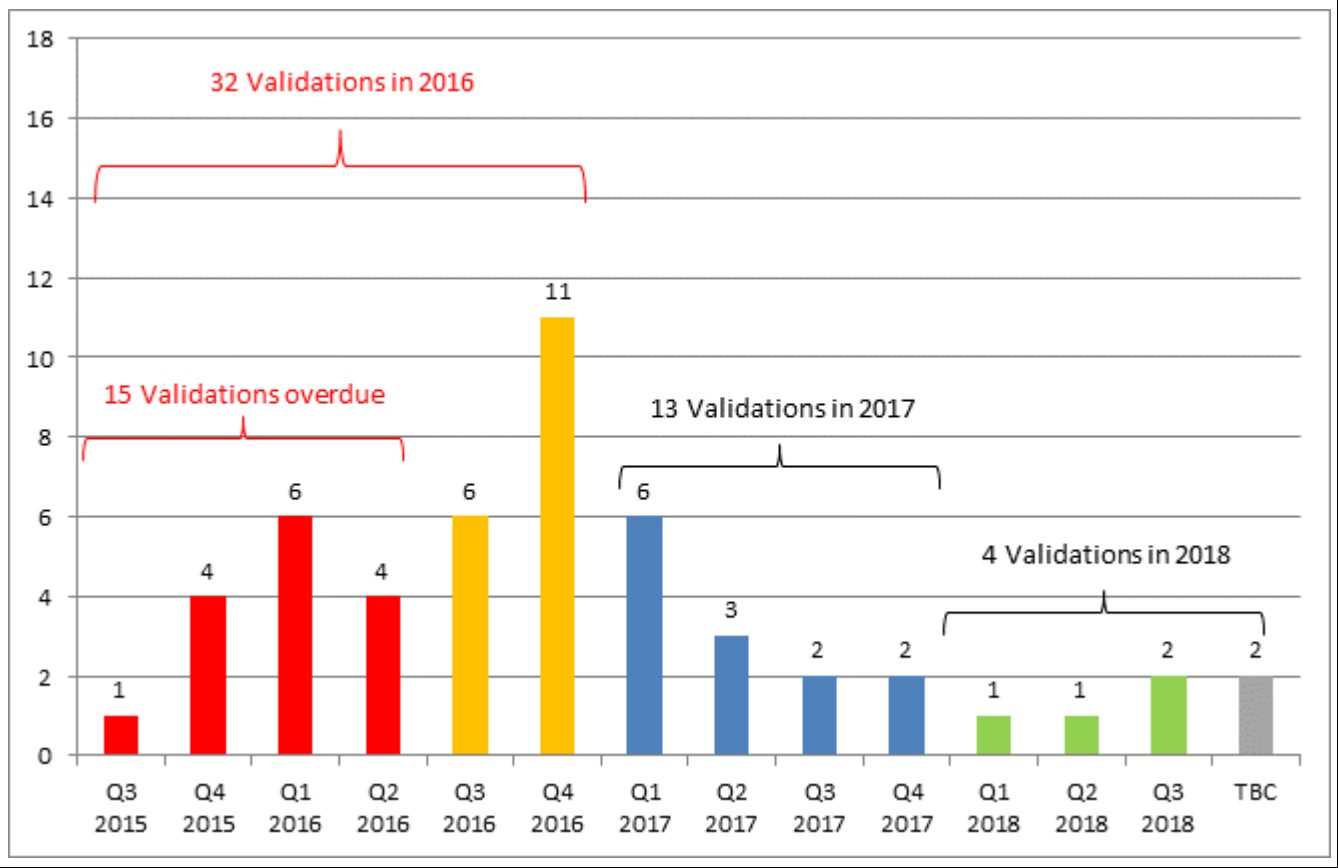 18
32 Validations in 2016
16
14
12
11
10
15 Validations overdue
13 Validations in 2017
8
6 6 6
6
4 Validations in 2018
4 4
4
3
2 2 2 2
2
1 1 1
0
Q3 Q4 Q1 Q2 Q3 Q4 Q1 Q2 Q3 Q4 Q1 Q2 Q3 TBC
2015 2015 2016 2016 2016 2016 2017 2017 2017 2017 2018 2018 2018